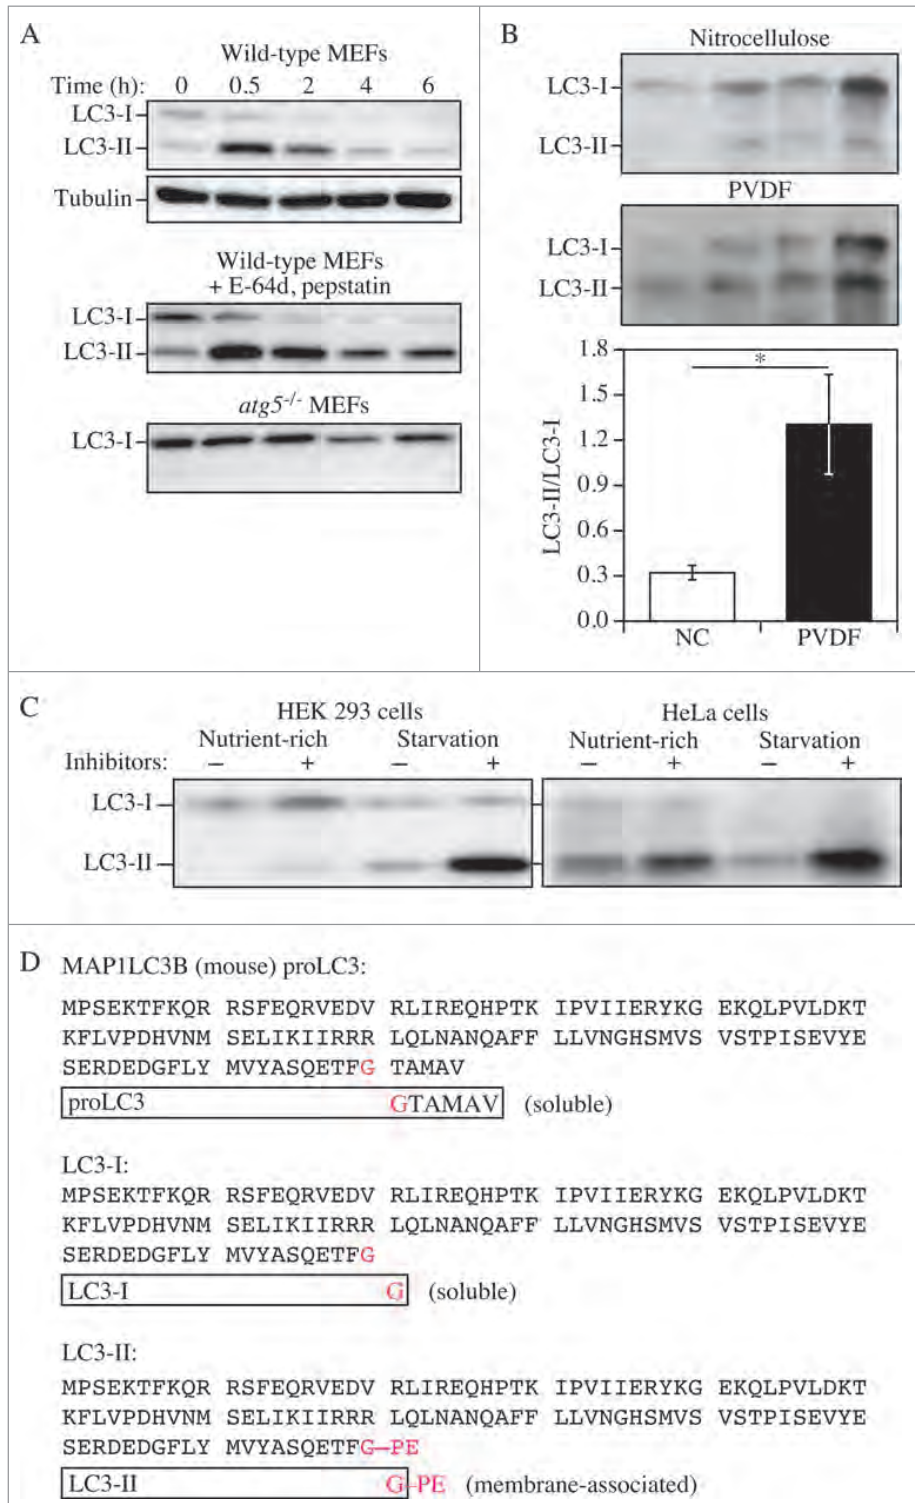 A
Wild-type MEFs
Time (h): 0 0.5 2 4 6
LC3-I
LC3-II
Tubulin
Wild-type MEFs
+ E-64d, pepstatin
LC3-I
LC3-II
atg5-/- MEFs
LC3-I
B
Nitrocellulose
LC3-I
LC3-II
PVDF
LC3-I
LC3-II
1.8
1.5
1.2
0.9
0.6
0.3
0.0
LC3-II/LC3-I
*
NC PVDF
C
HEK 293 cells HeLa cells
Nutrient-rich Starvation Nutrient-rich Starvation
Inhibitors: – + – + – + – +
LC3-I
LC3-II
D MAP1LC3B (mouse) proLC3:
MPSEKTFKQR RSFEQRVEDV RLIREQHPTK IPVIIERYKG EKQLPVLDKT
KFLVPDHVNM SELIKIIRRR LQLNANQAFF LLVNGHSMVS VSTPISEVYE
SERDEDGFLY MVYASQETFG TAMAV
proLC3 GTAMAV (soluble)
LC3-I:
MPSEKTFKQR RSFEQRVEDV RLIREQHPTK IPVIIERYKG EKQLPVLDKT
KFLVPDHVNM SELIKIIRRR LQLNANQAFF LLVNGHSMVS VSTPISEVYE
SERDEDGFLY MVYASQETFG
LC3-I G (soluble)
LC3-II:
MPSEKTFKQR RSFEQRVEDV RLIREQHPTK IPVIIERYKG EKQLPVLDKT
KFLVPDHVNM SELIKIIRRR LQLNANQAFF LLVNGHSMVS VSTPISEVYE
SERDEDGFLY MVYASQETFG–PE
LC3-II G–PE (membrane-associated)